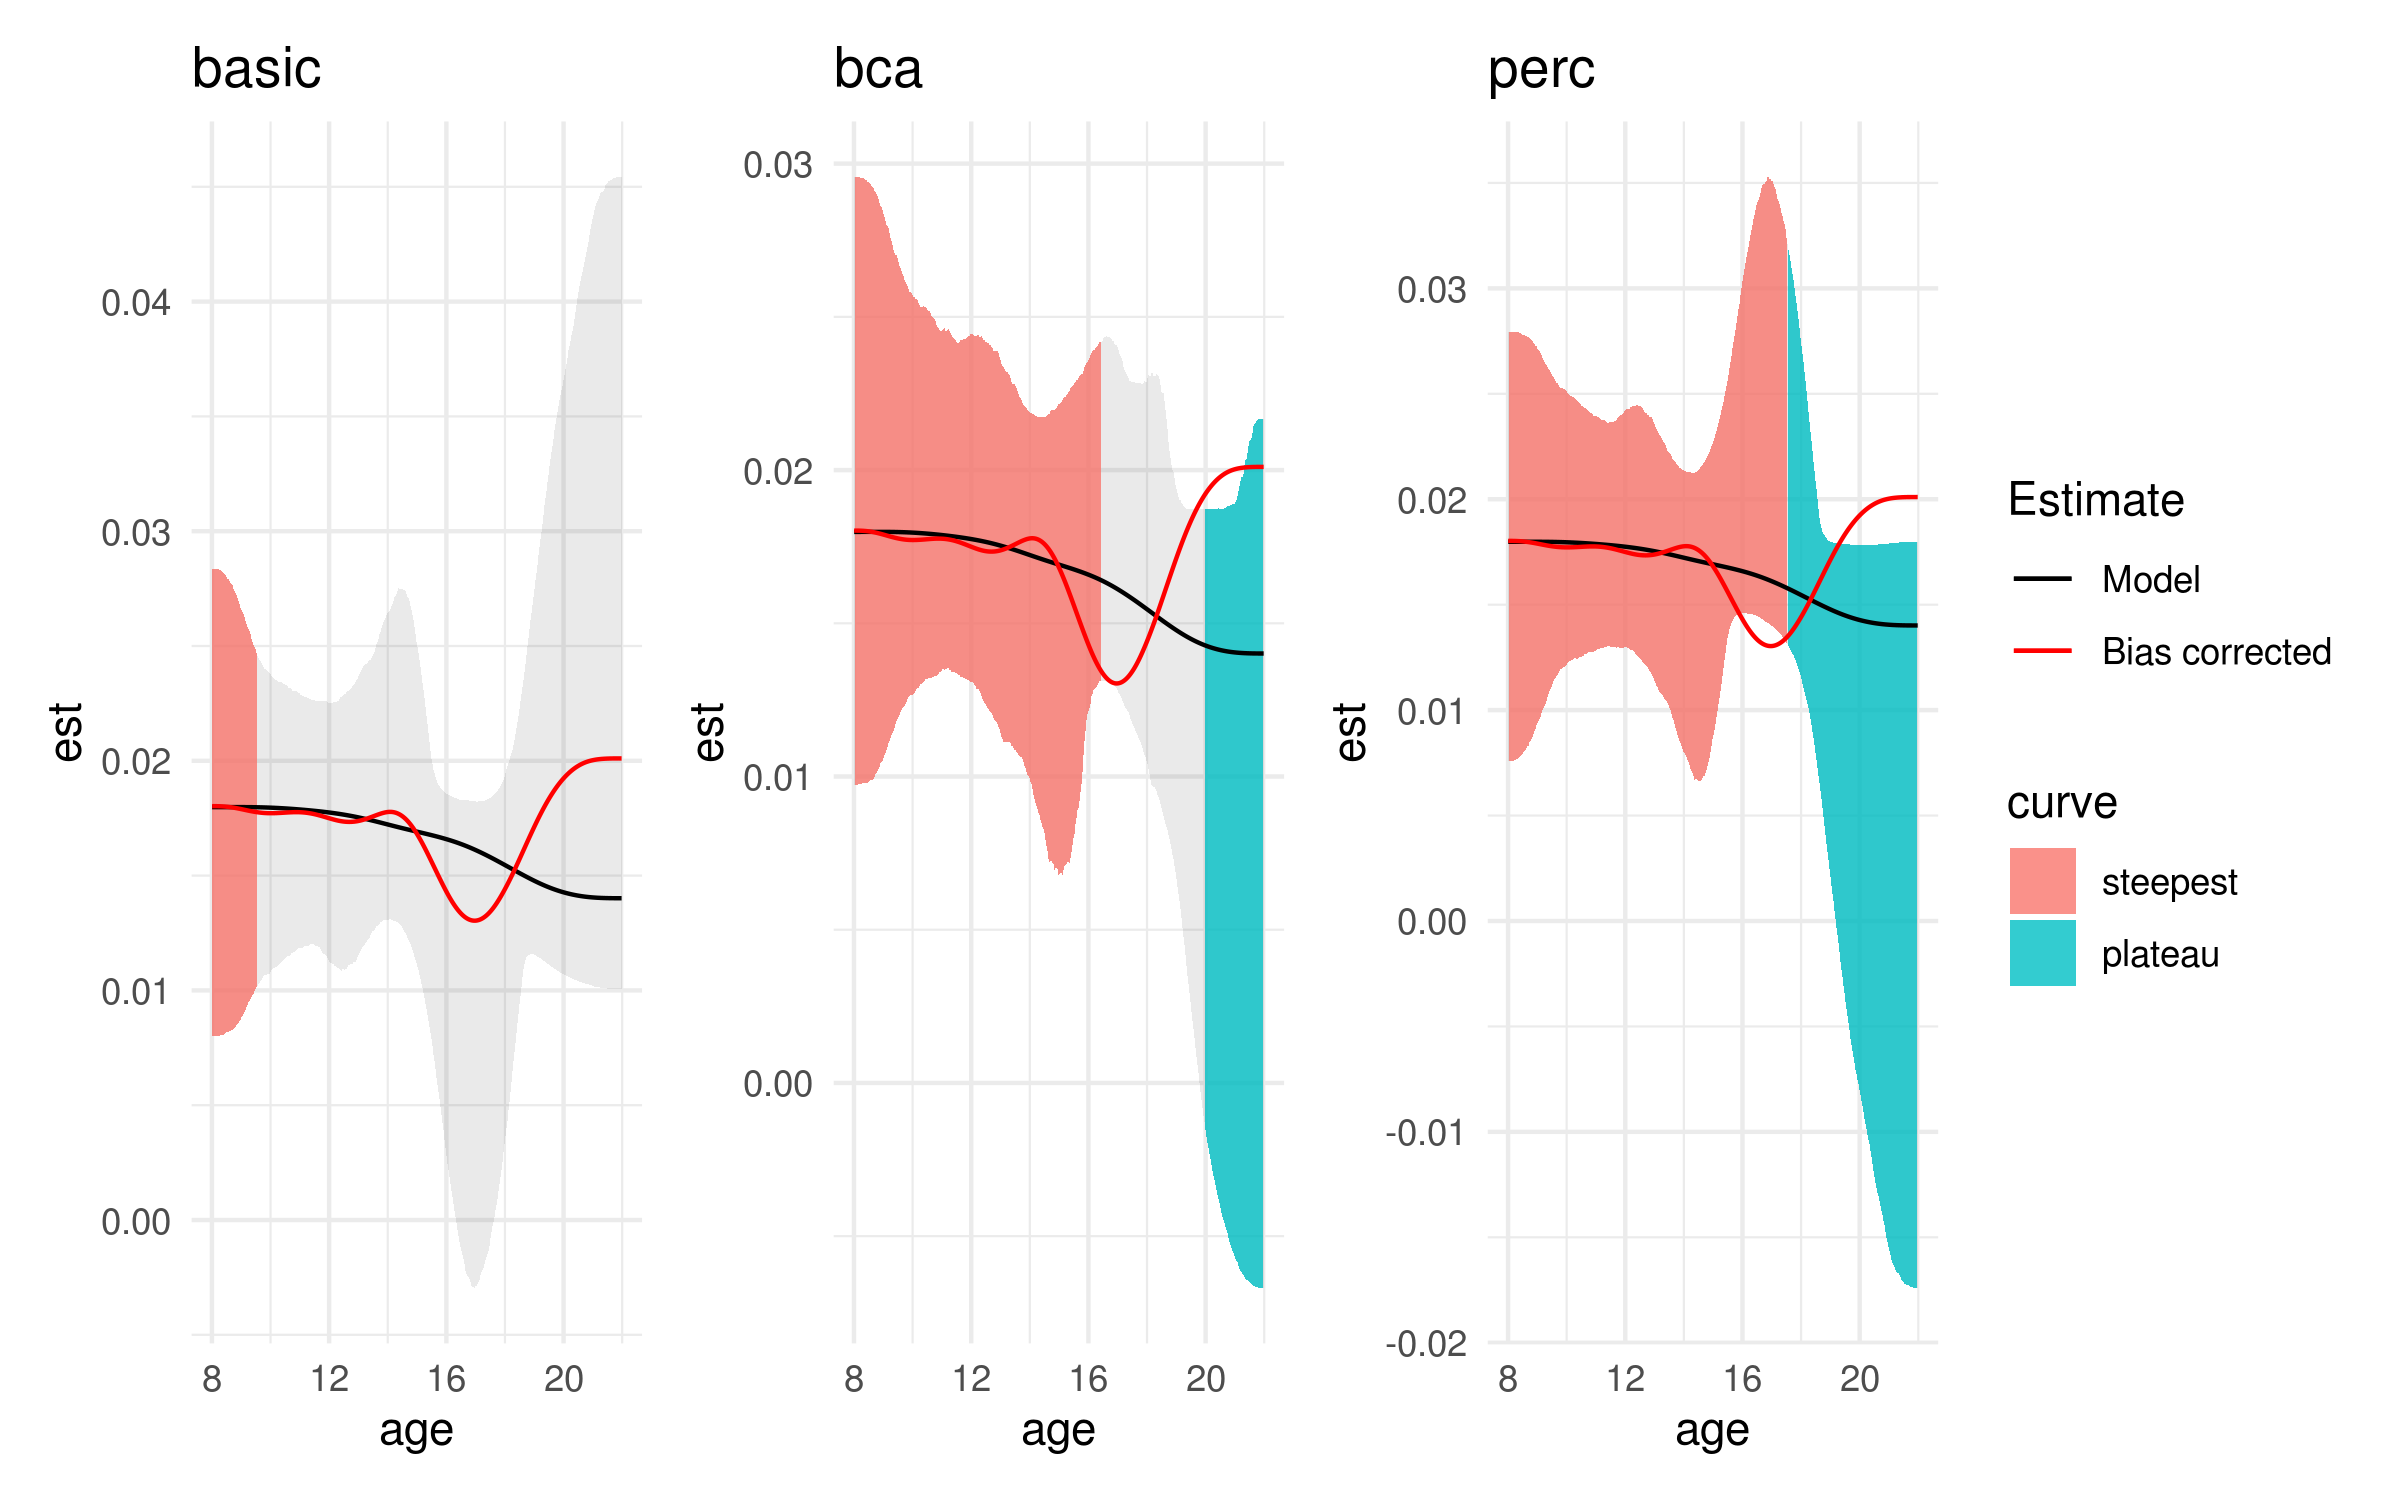 basic
0.04
0.03
0.02
0.01
0.00
est
8 12 16 20
age
bca
0.03
0.02
0.01
0.00
est
8 12 16 20
age
perc
0.03
0.02
0.01
0.00
-0.01
-0.02
est
8 12 16 20
age
Estimate
Model
Bias corrected
curve
steepest
plateau